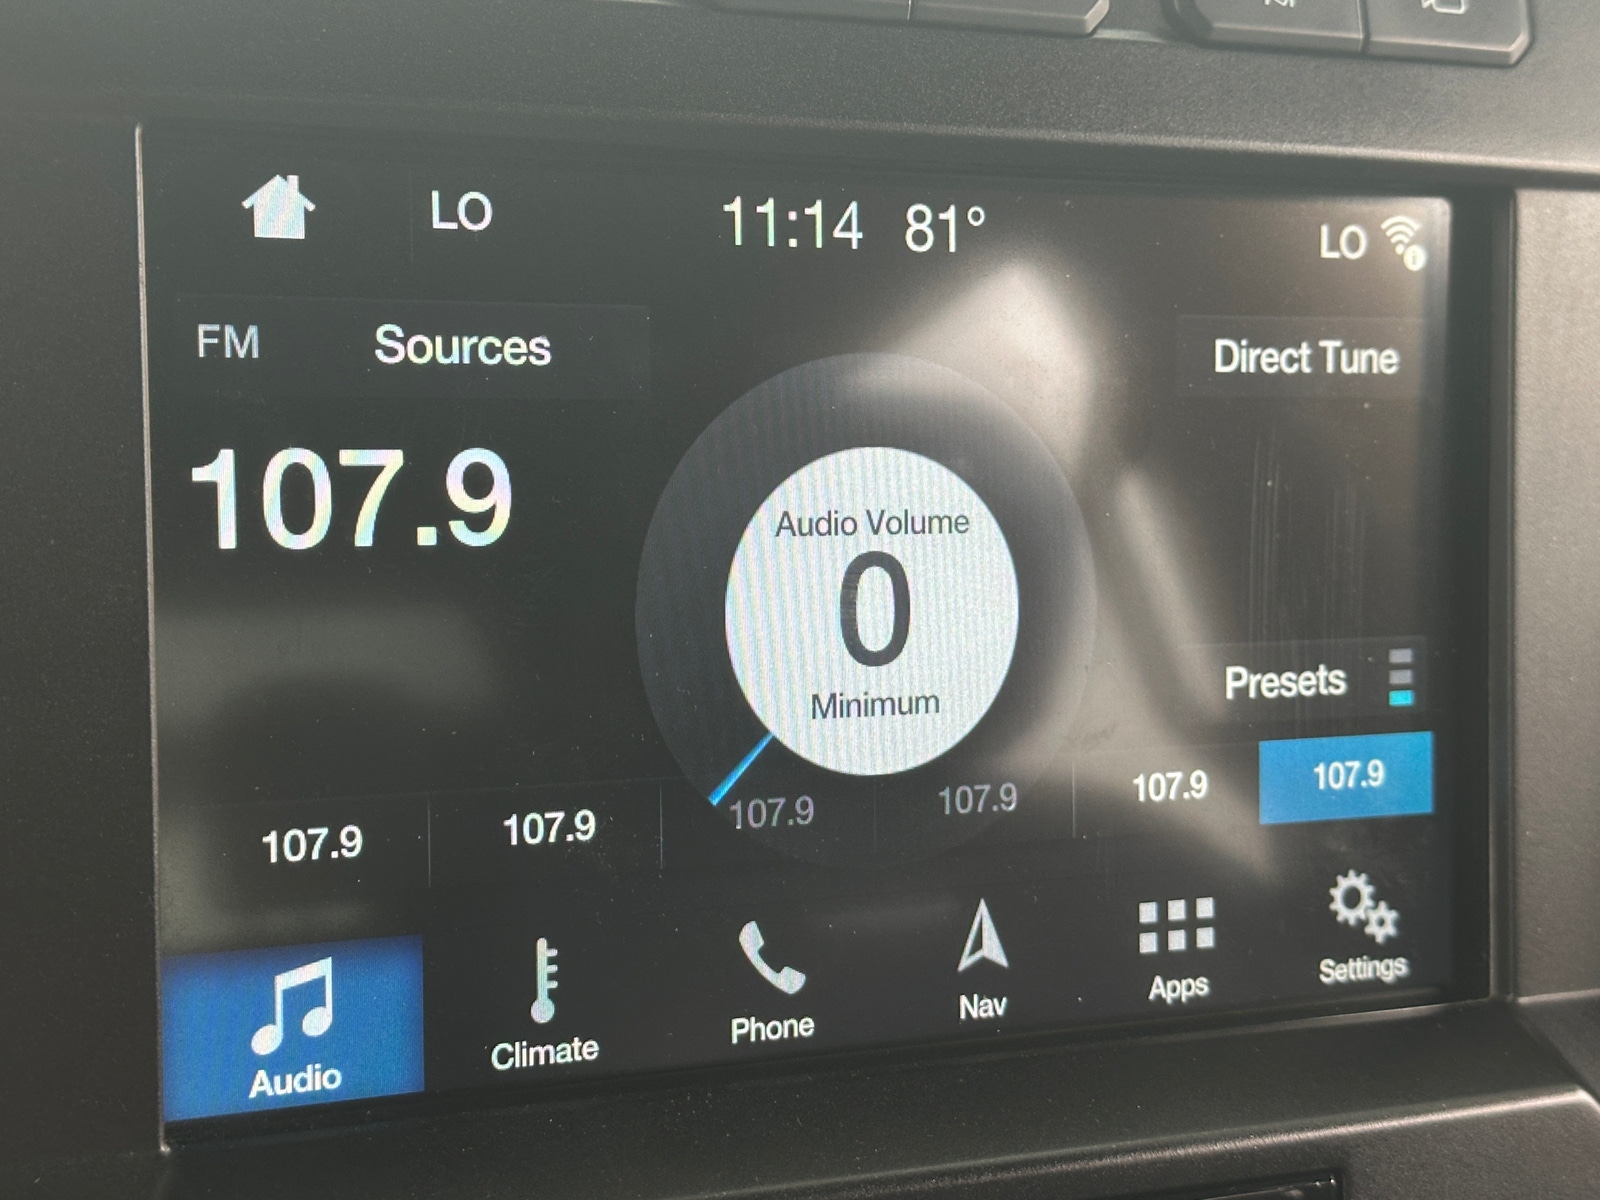 LO
11:14 81°
LO
FM
Sources
Direct Tune
107.9
Audio Volume
0
Minimum
Presets
107.9
107.9
107.9
107.9
107.9
107.9
Audio
Climate
Phone
Nav
Apps
Settings